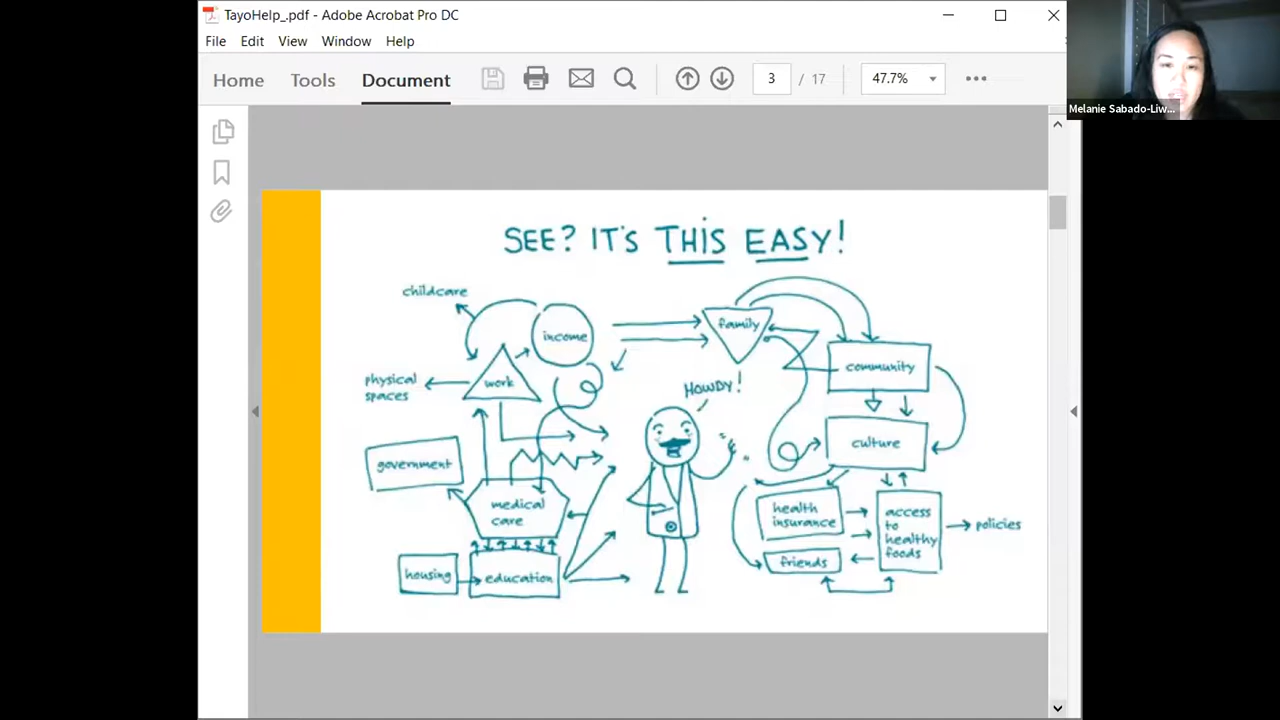 TayoHelp_.pdf - Adobe Acrobat Pro DC
File Edit View Window Help
Home Tools Document 3 / 17 47.7%
Melanie Sabado-Liw...
SEE? IT'S THIS EASY!
childcare
income
family
physical
spaces
work
community
HOWDY!
government
culture
medical
care
health
insurance
access
to
healthy
foods
policies
friends
housing
education